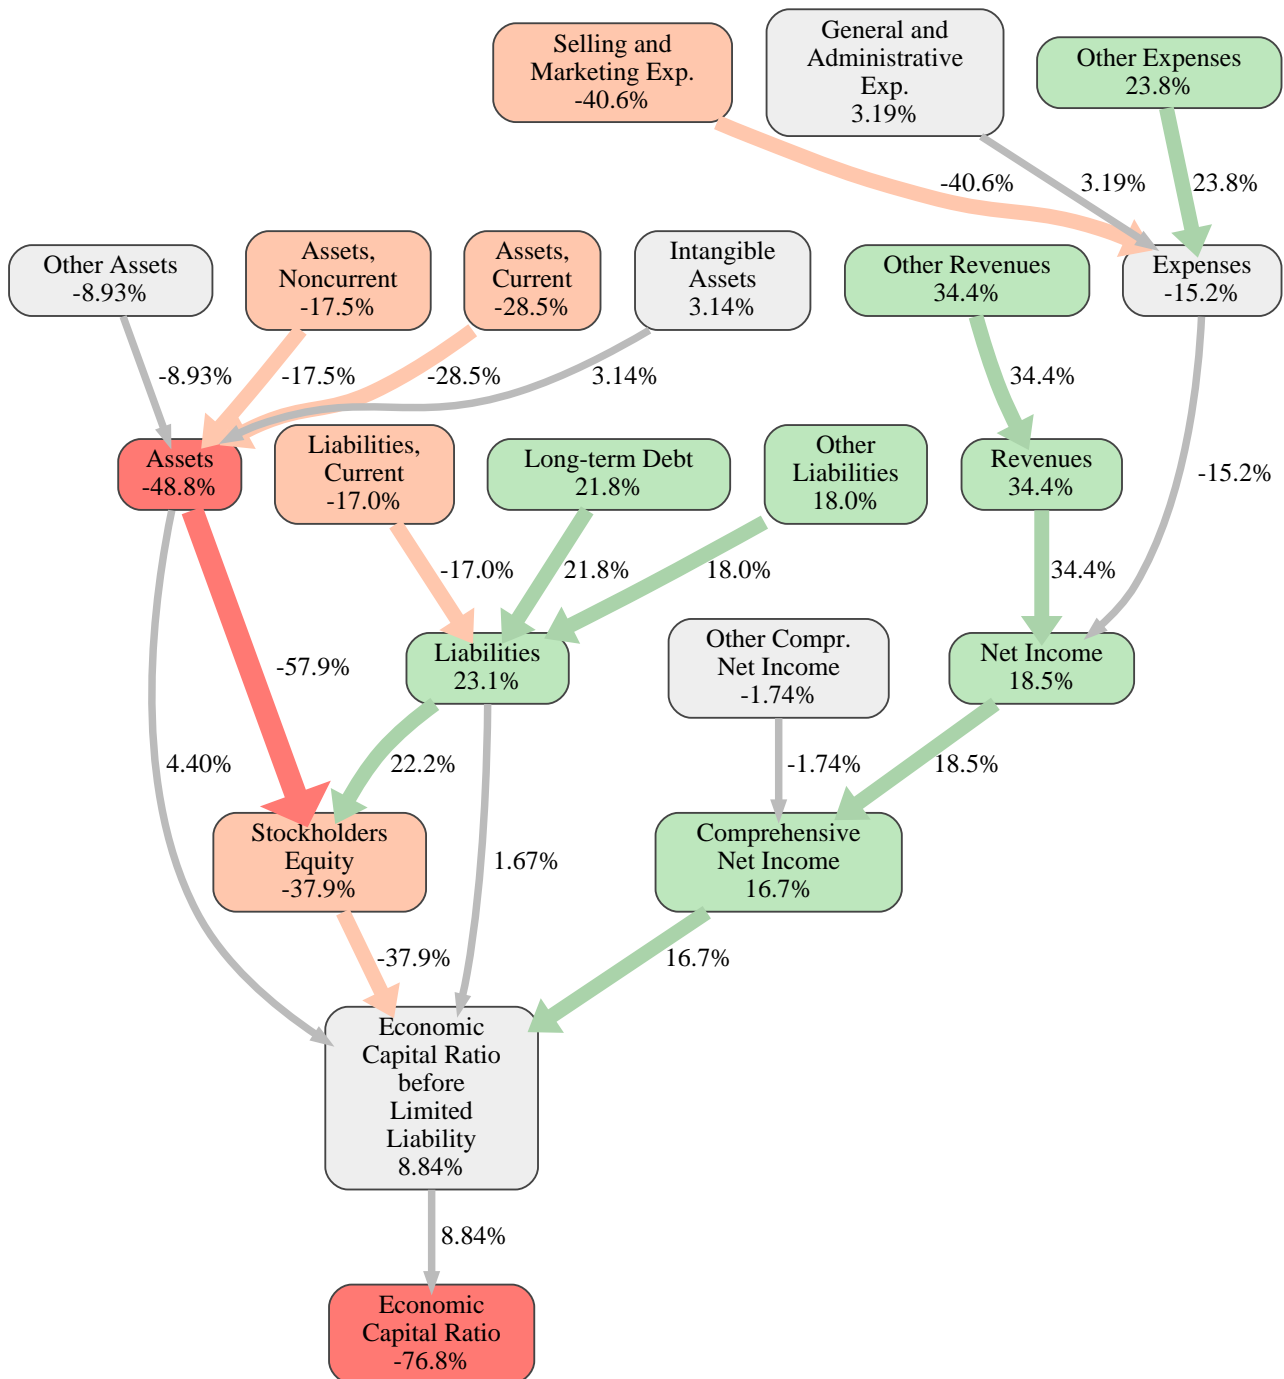 Selling and
Marketing Exp.
-40.6%
General and
Administrative
Exp.
3.19%
Other Expenses
23.8%
-40.6%
3.19%
23.8%
Other Assets
-8.93%
Assets,
Noncurrent
-17.5%
Assets,
Current
-28.5%
Intangible
Assets
3.14%
Other Revenues
34.4%
Expenses
-15.2%
-8.93%
-17.5%
-28.5%
3.14%
34.4%
-15.2%
Assets
-48.8%
Liabilities,
Current
-17.0%
Long-term Debt
21.8%
Other
Liabilities
18.0%
Revenues
34.4%
-17.0%
21.8%
18.0%
34.4%
-57.9%
Liabilities
23.1%
Other Compr.
Net Income
-1.74%
Net Income
18.5%
4.40%
22.2%
-1.74%
18.5%
Stockholders
Equity
-37.9%
1.67%
Comprehensive
Net Income
16.7%
-37.9%
16.7%
Economic
Capital Ratio
before
Limited
Liability
8.84%
8.84%
Economic
Capital Ratio
-76.8%